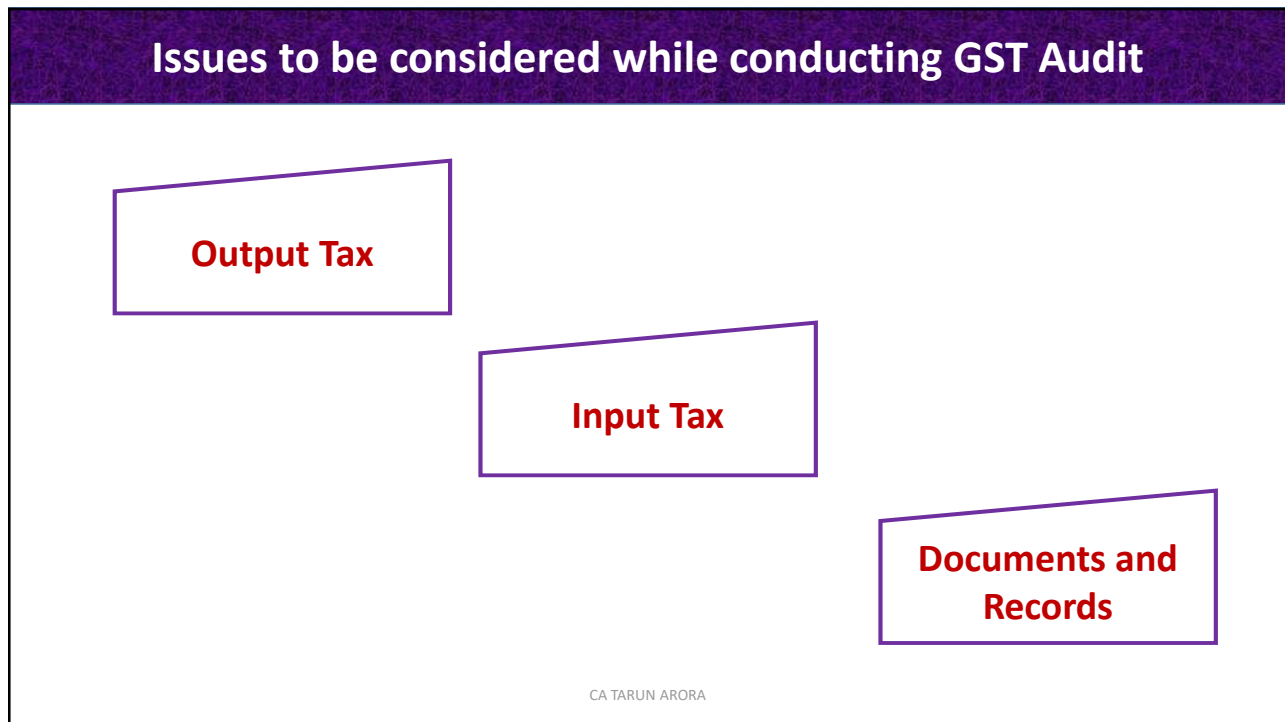 Issues to be considered while conducting GST Audit
Output Tax
Input Tax
Documents and
Records
CA TARUN ARORA